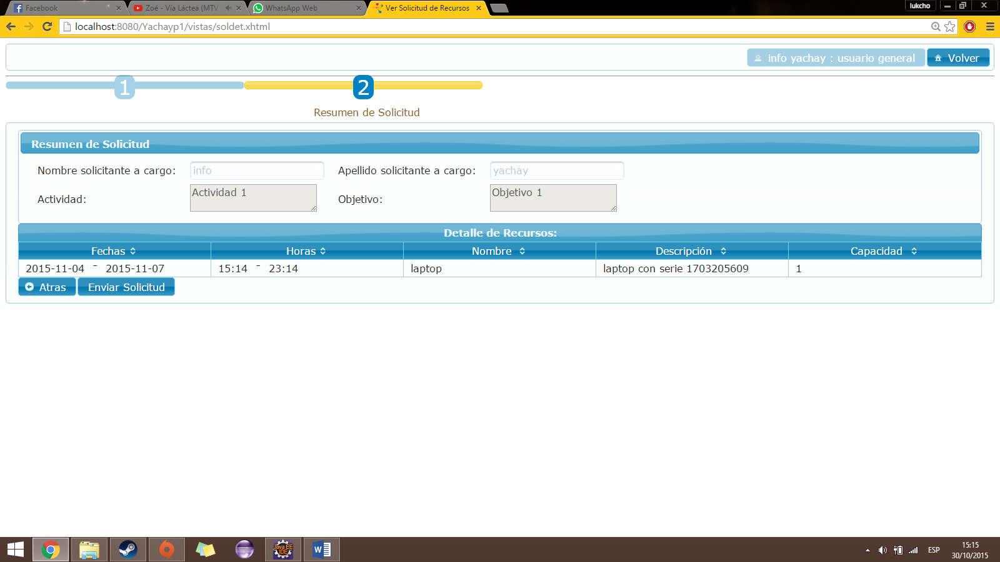 Facebook
Zoé - Vía Láctea (MTV
WhatsApp Web
Ver Solicitud de Recursos
lukcho
localhost:8080/Yachayp1/vistas/soldet.xhtml
info yachay : usuario general
Volver
1
2
Resumen de Solicitud
Resumen de Solicitud
Nombre solicitante a cargo: info Apellido solicitante a cargo: yachay
Actividad: Actividad 1 Objetivo: Objetivo 1
Detalle de Recursos:
Fechas Horas Nombre Descripción Capacidad
2015-11-04 - 2015-11-07 15:14 - 23:14 laptop laptop con serie 1703205609 1
Atras Enviar Solicitud
Java EE
IDE
W
ESP
15:15
30/10/2015